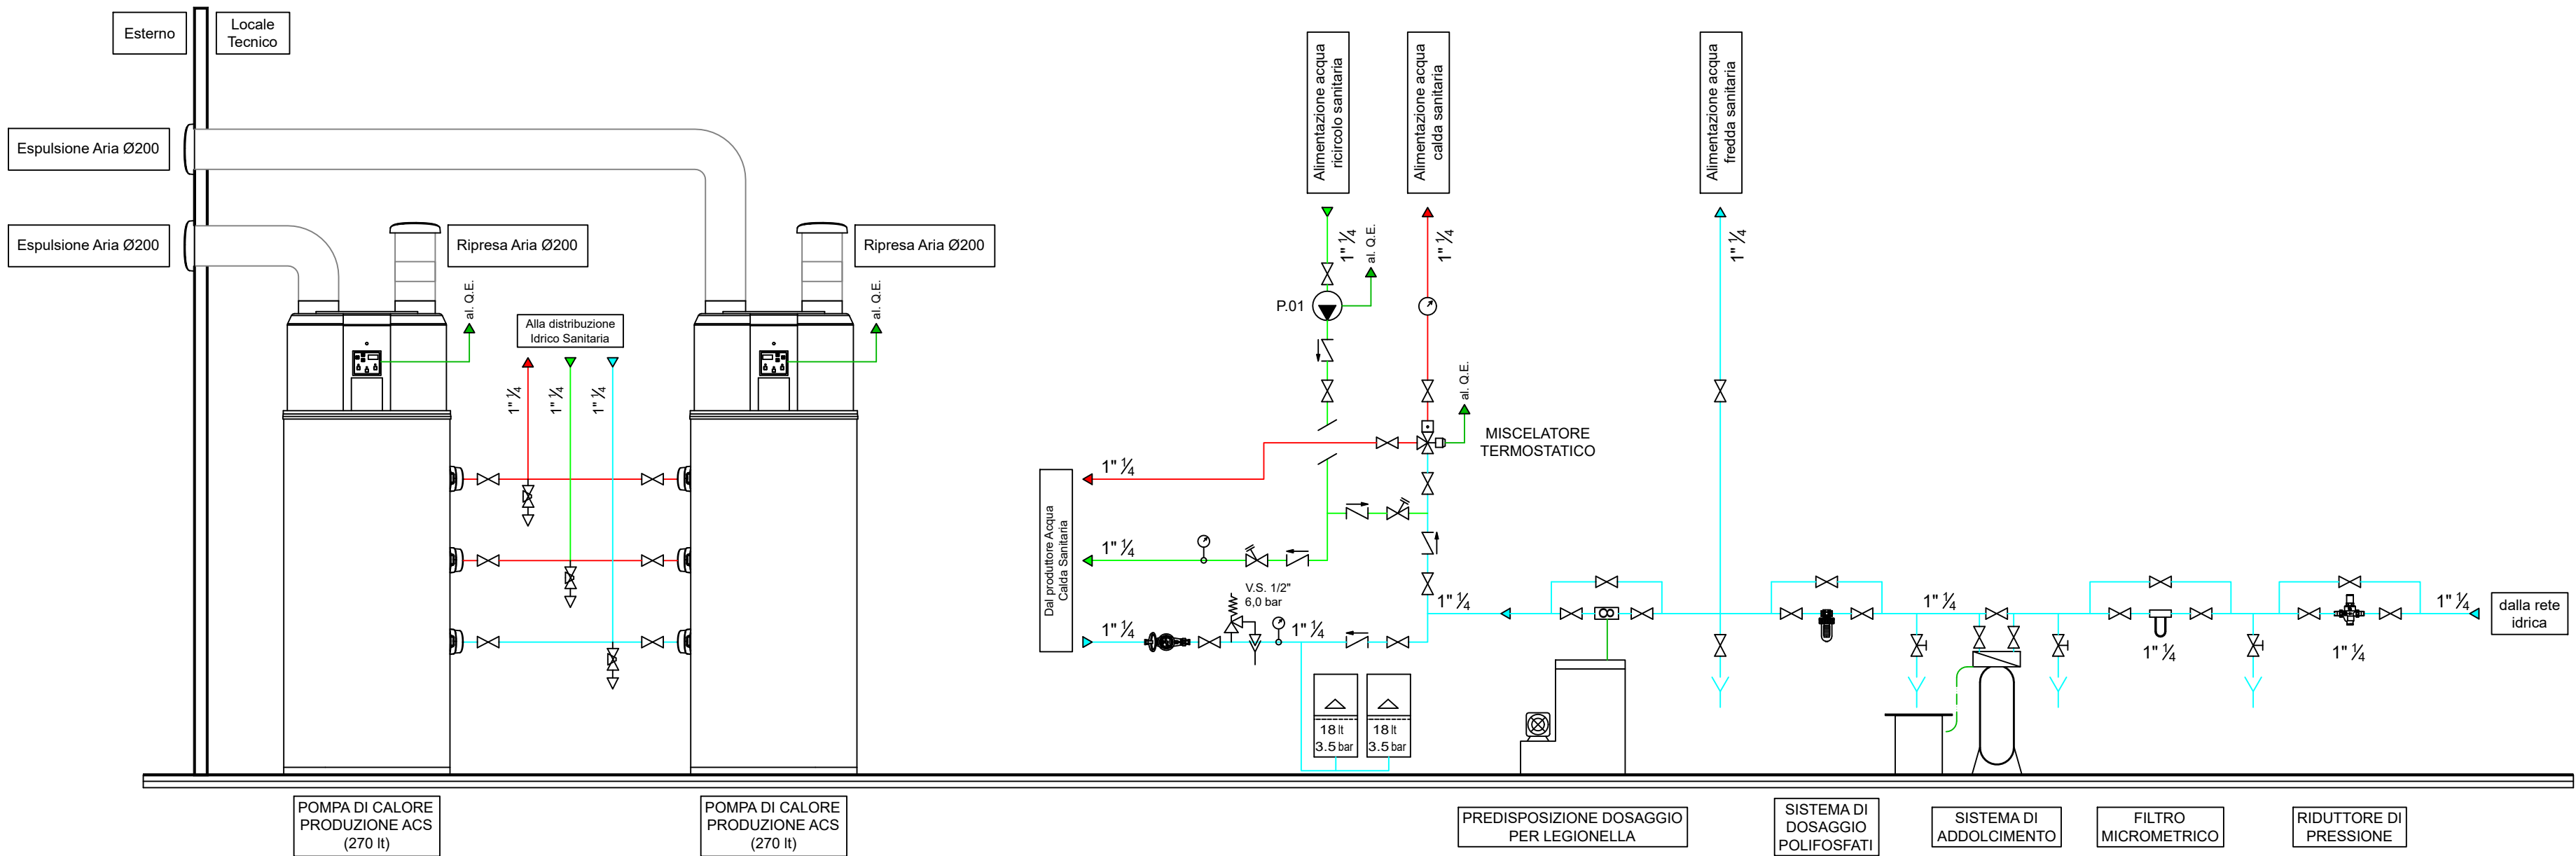 Esterno
Locale
Tecnico
Espulsione Aria Ø200
Espulsione Aria Ø200
Ripresa Aria Ø200
Ripresa Aria Ø200
al. Q.E.
al. Q.E.
Alla distribuzione
Idrico Sanitaria
1" ¼
1" ¼
1" ¼
Alimentazione acqua
ricircolo sanitaria
Alimentazione acqua
calda sanitaria
Alimentazione acqua
fredda sanitaria
1" ¼
al. Q.E.
1" ¼
1" ¼
P.01
al. Q.E.
MISCELATORE
TERMOSTATICO
Dal produttore Acqua
Calda Sanitaria
1" ¼
1" ¼
1" ¼
V.S. 1/2"
6,0 bar
1" ¼
1" ¼
1" ¼
1" ¼
1" ¼
1" ¼
dalla rete
idrica
18 lt
3.5 bar
18 lt
3.5 bar
POMPA DI CALORE
PRODUZIONE ACS
(270 lt)
POMPA DI CALORE
PRODUZIONE ACS
(270 lt)
PREDISPOSIZIONE DOSAGGIO
PER LEGIONELLA
SISTEMA DI
DOSAGGIO
POLIFOSFATI
SISTEMA DI
ADDOLCIMENTO
FILTRO
MICROMETRICO
RIDUTTORE DI
PRESSIONE